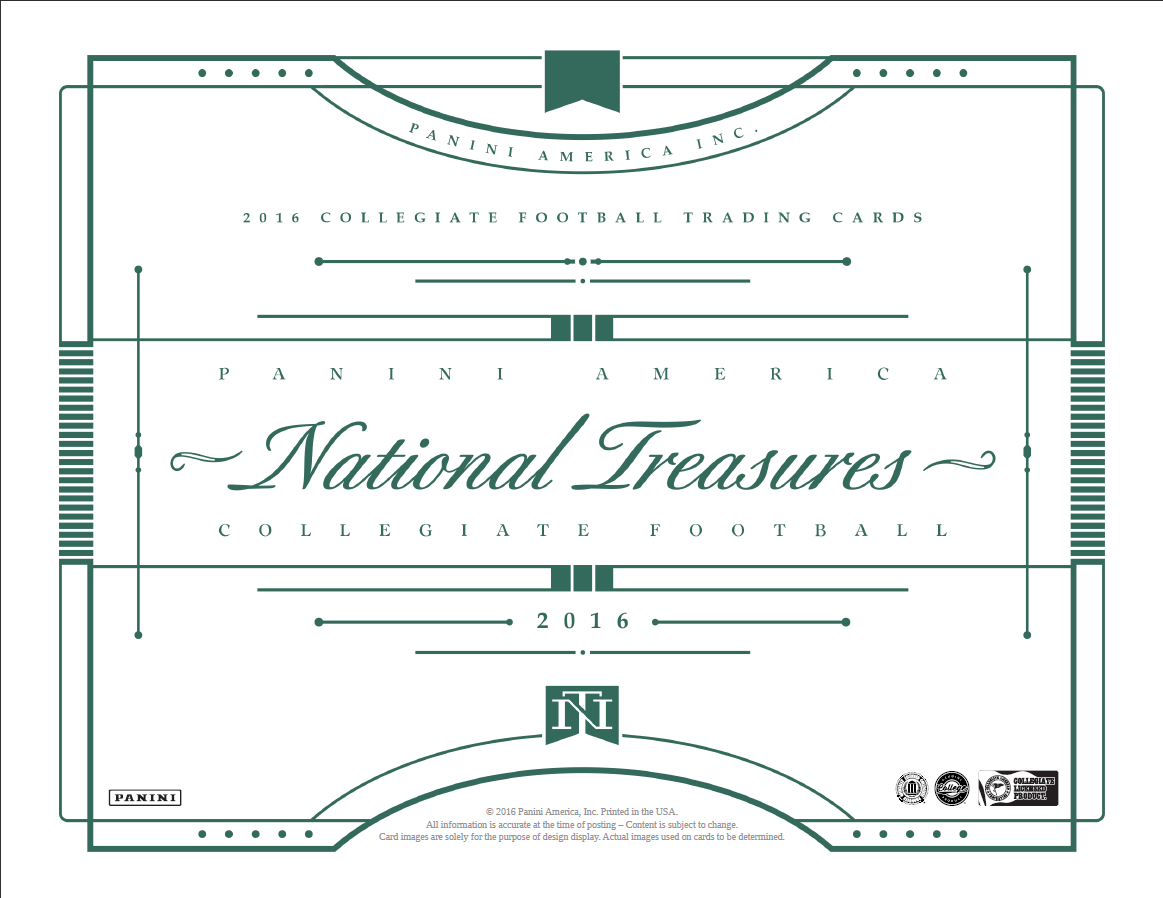 PANINI AMERICA INC.
2016 COLLEGIATE FOOTBALL TRADING CARDS
PANINI AMERICA
National Treasures
COLLEGIATE FOOTBALL
2016
NT
PANINI
College
COLLEGIATE
LICENSED
PRODUCT
© 2016 Panini America, Inc. Printed in the USA.
All information is accurate at the time of posting – Content is subject to change.
Card images are solely for the purpose of design display. Actual images used on cards to be determined.